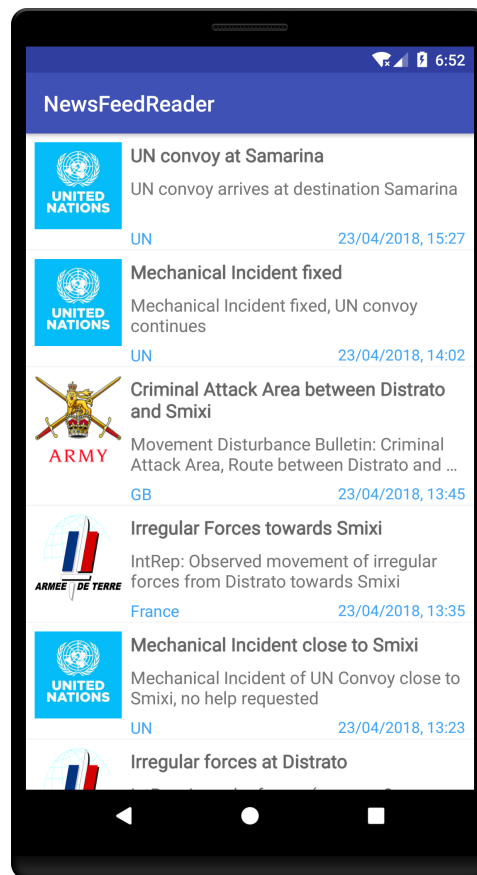 6:52
NewsFeedReader
UNITED
NATIONS
UN convoy at Samarina
UN convoy arrives at destination Samarina
UN 23/04/2018, 15:27
UNITED
NATIONS
Mechanical Incident fixed
Mechanical Incident fixed, UN convoy
continues
UN 23/04/2018, 14:02
ARMY
Criminal Attack Area between Distrato
and Smixi
Movement Disturbance Bulletin: Criminal
Attack Area, Route between Distrato and ...
GB 23/04/2018, 13:45
ARMEE DE TERRE
Irregular Forces towards Smixi
IntRep: Observed movement of irregular
forces from Distrato towards Smixi
France 23/04/2018, 13:35
UNITED
NATIONS
Mechanical Incident close to Smixi
Mechanical Incident of UN Convoy close to
Smixi, no help requested
UN 23/04/2018, 13:23
Irregular forces at Distrato